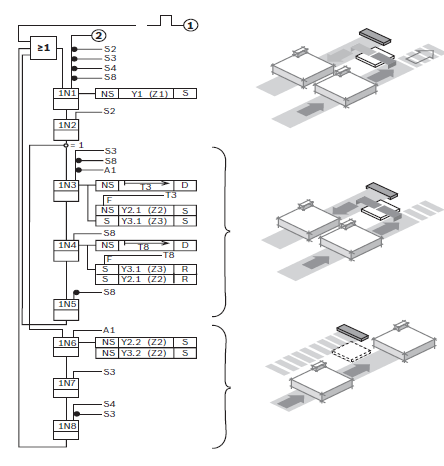 1
2
≥1
S2
S3
S4
S8
1N1 NS Y1 (Z1) S
S2
1N2
= 1
S3
S8
A1
1N3 NS T3 D
F T3
NS Y2.1 (Z2) S
S Y3.1 (Z3) S
S8
1N4 NS T8 D
F T8
S Y3.1 (Z3) R
S Y2.1 (Z2) R
S8
1N5
A1
1N6 NS Y2.2 (Z2) S
NS Y3.2 (Z2) S
S3
1N7
S4
S3
1N8